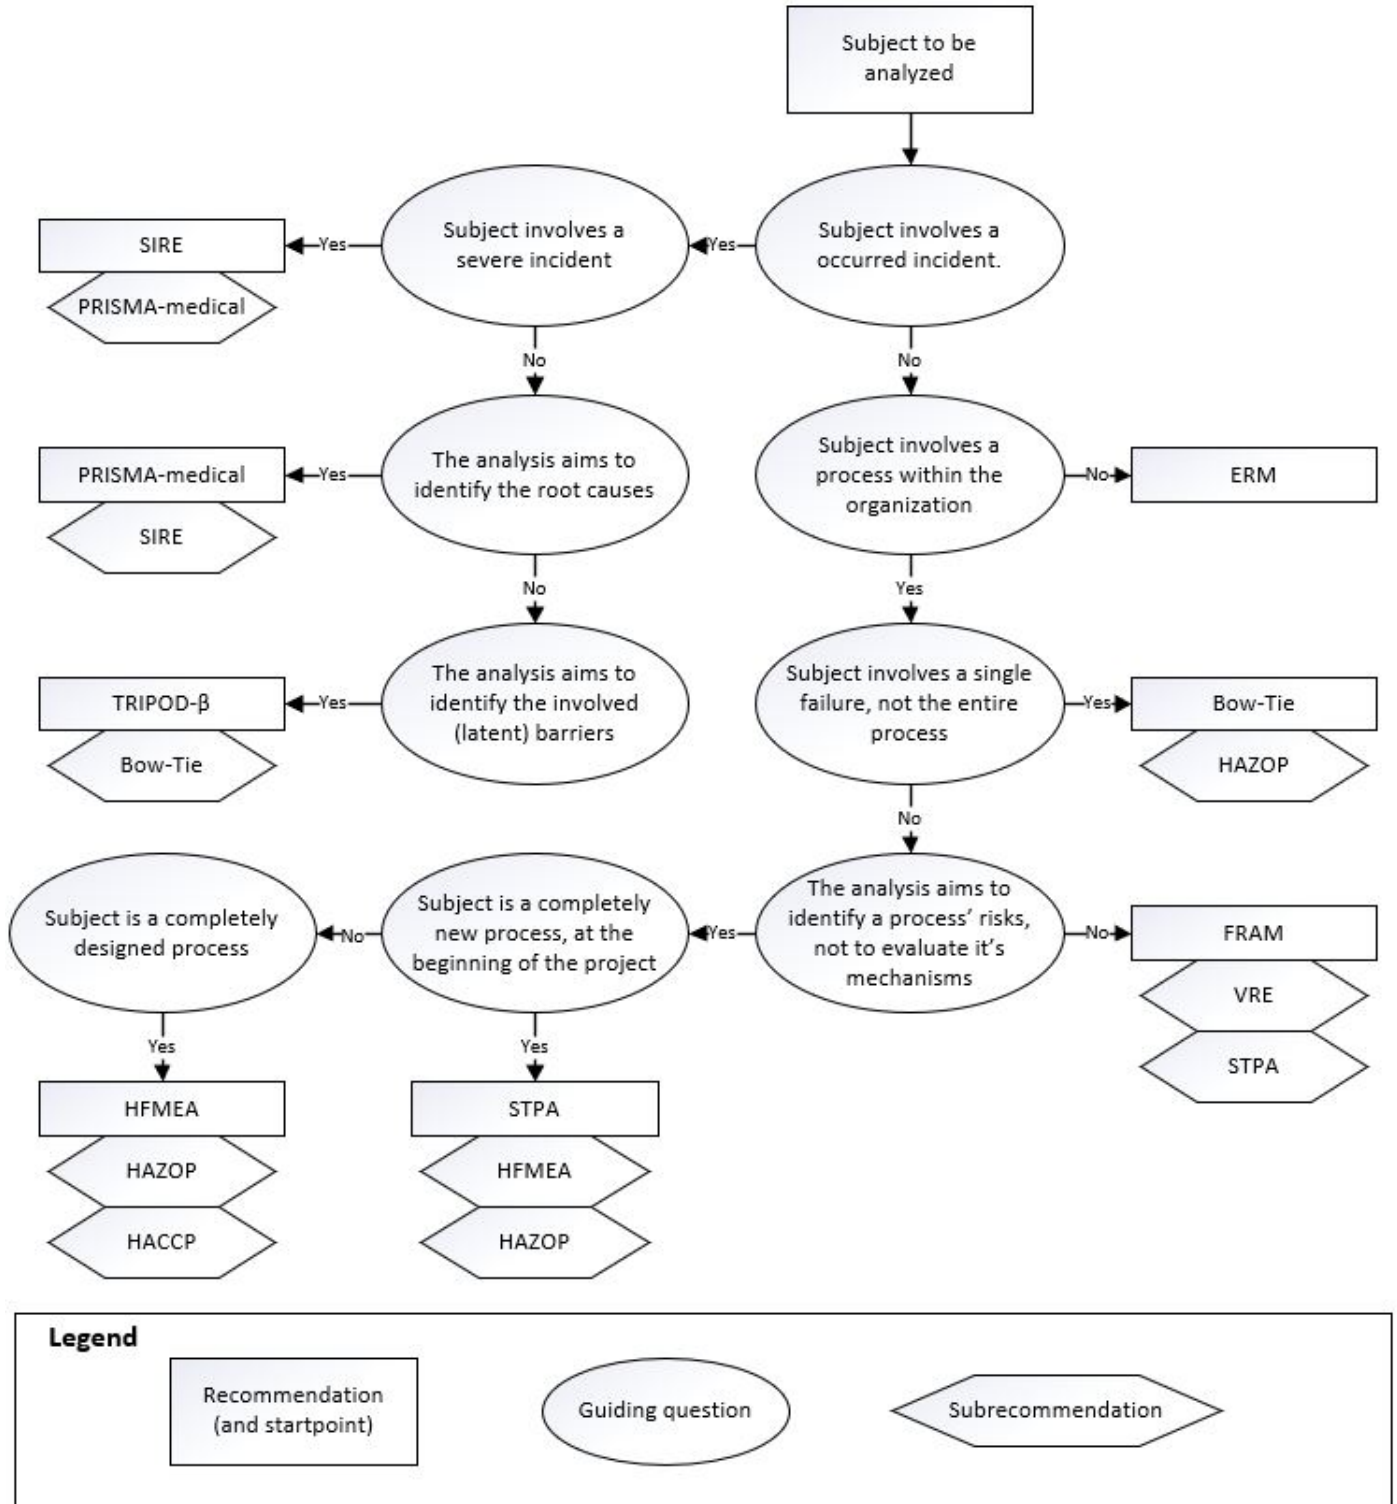 Subject to be
analyzed
Subject involves a
severe incident
Subject involves a
occurred incident.
SIRE
PRISMA-medical
Yes
Yes
No
No
The analysis aims to
identify the root causes
Subject involves a
process within the
organization
PRISMA-medical
SIRE
Yes
No
ERM
No
Yes
The analysis aims to
identify the involved
(latent) barriers
Subject involves a single
failure, not the entire
process
TRIPOD-β
Bow-Tie
Yes
Yes
Bow-Tie
HAZOP
No
Subject is a completely
designed process
Subject is a completely
new process, at the
beginning of the project
The analysis aims to
identify a process’ risks,
not to evaluate it’s
mechanisms
No
Yes
No
FRAM
VRE
STPA
Yes
Yes
HFMEA
HAZOP
HACCP
STPA
HFMEA
HAZOP
Legend
Recommendation
(and startpoint)
Guiding question
Subrecommendation